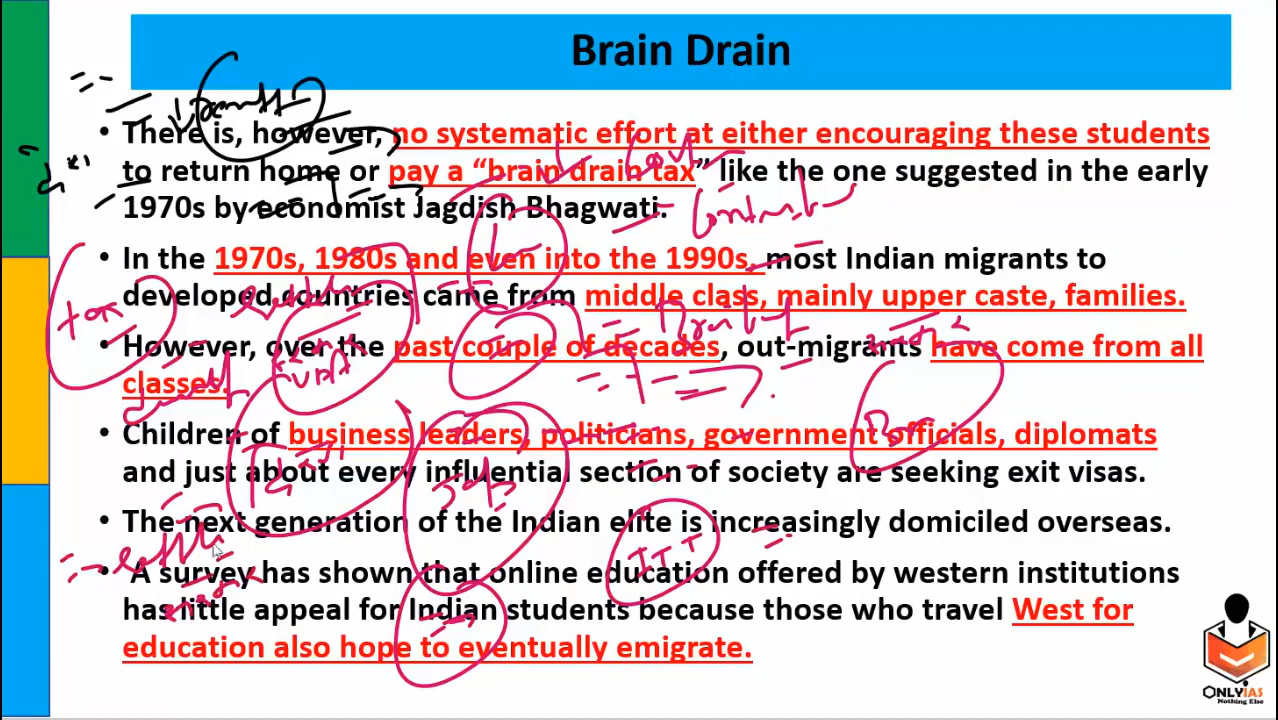 Brain Drain
• There is, however, no systematic effort at either encouraging these students
to return home or pay a “brain drain tax” like the one suggested in the early
1970s by economist Jagdish Bhagwati.
• In the 1970s, 1980s and even into the 1990s, most Indian migrants to
developed countries came from middle class, mainly upper caste, families.
• However, over the past couple of decades, out-migrants have come from all
classes.
• Children of business leaders, politicians, government officials, diplomats
and just about every influential section of society are seeking exit visas.
• The next generation of the Indian elite is increasingly domiciled overseas.
• A survey has shown that online education offered by western institutions
has little appeal for Indian students because those who travel West for
education also hope to eventually emigrate.
Govt
tax
IIT
ONLYIAS
Nothing Else